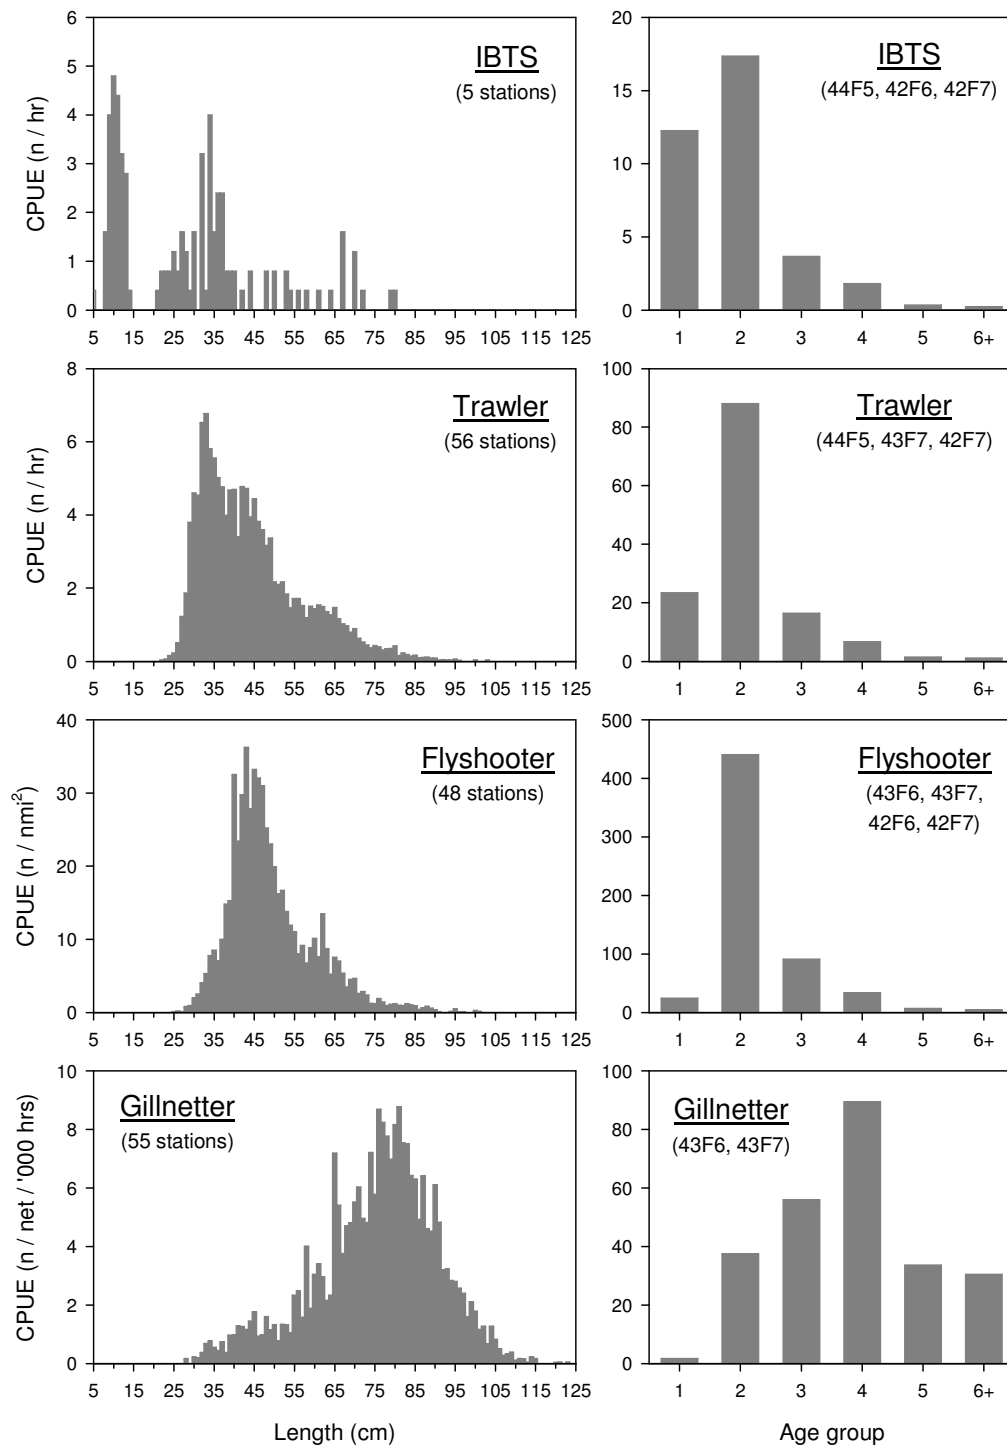 6
5
4
3
2
1
0
CPUE (n / hr)
IBTS
(5 stations)
5 15 25 35 45 55 65 75 85 95 105 115 125
20
15
10
5
0
IBTS
(44F5, 42F6, 42F7)
1 2 3 4 5 6+
8
6
4
2
0
CPUE (n / hr)
Trawler
(56 stations)
5 15 25 35 45 55 65 75 85 95 105 115 125
100
80
60
40
20
0
Trawler
(44F5, 43F7, 42F7)
1 2 3 4 5 6+
40
30
20
10
0
CPUE (n / nmi²)
Flyshooter
(48 stations)
5 15 25 35 45 55 65 75 85 95 105 115 125
500
400
300
200
100
0
Flyshooter
(43F6, 43F7,
42F6, 42F7)
1 2 3 4 5 6+
10
8
6
4
2
0
CPUE (n / net / '000 hrs)
Gillnetter
(55 stations)
5 15 25 35 45 55 65 75 85 95 105 115 125
Length (cm)
100
80
60
40
20
0
Gillnetter
(43F6, 43F7)
1 2 3 4 5 6+
Age group